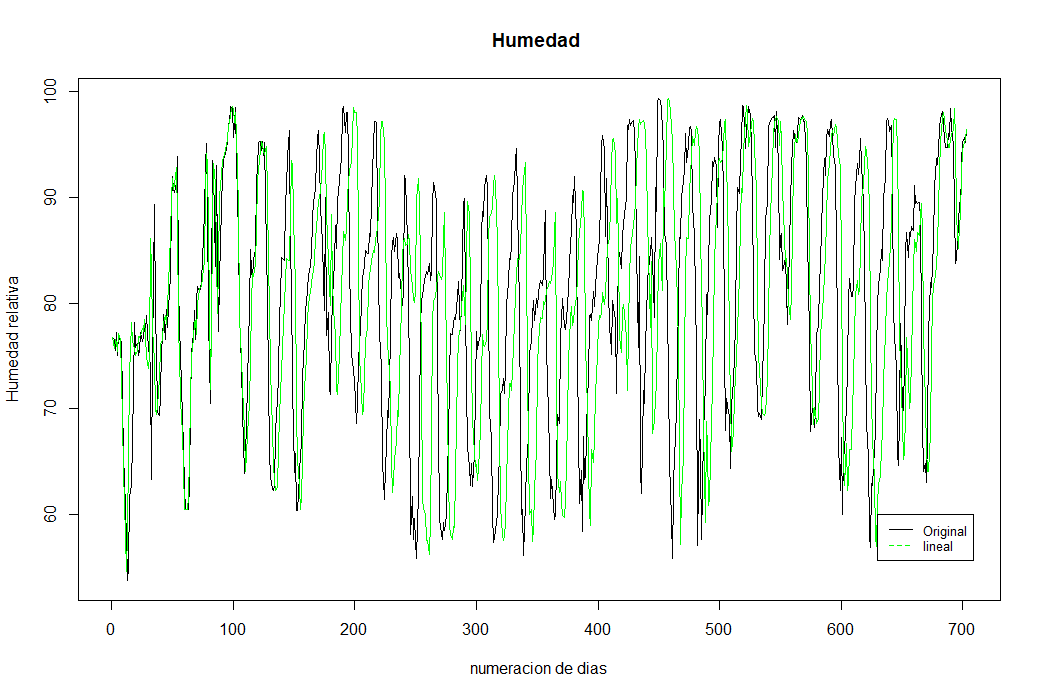 Humedad
Humedad relativa
100
90
80
70
60
Original
lineal
0 100 200 300 400 500 600 700
numeracion de dias